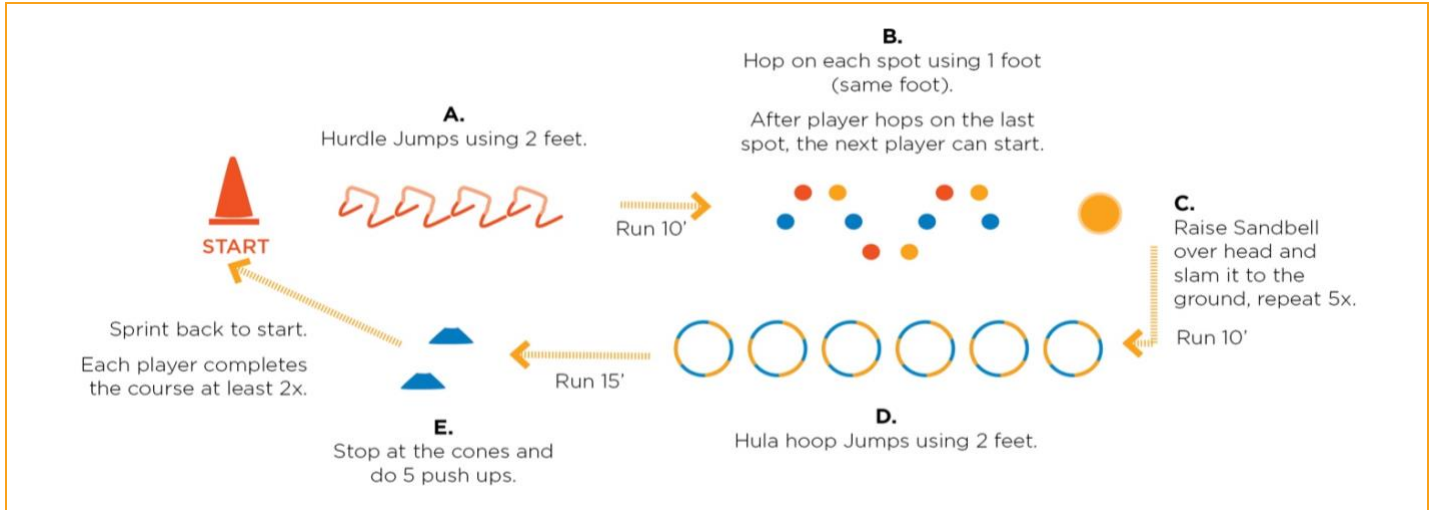 START
A.
Hurdle Jumps using 2 feet.
Run 10'
B.
Hop on each spot using 1 foot
(same foot).
After player hops on the last
spot, the next player can start.
C.
Raise Sandbell
over head and
slam it to the
ground, repeat 5x.
Run 10'
D.
Hula hoop Jumps using 2 feet.
Run 15'
E.
Stop at the cones and
do 5 push ups.
Sprint back to start.
Each player completes
the course at least 2x.